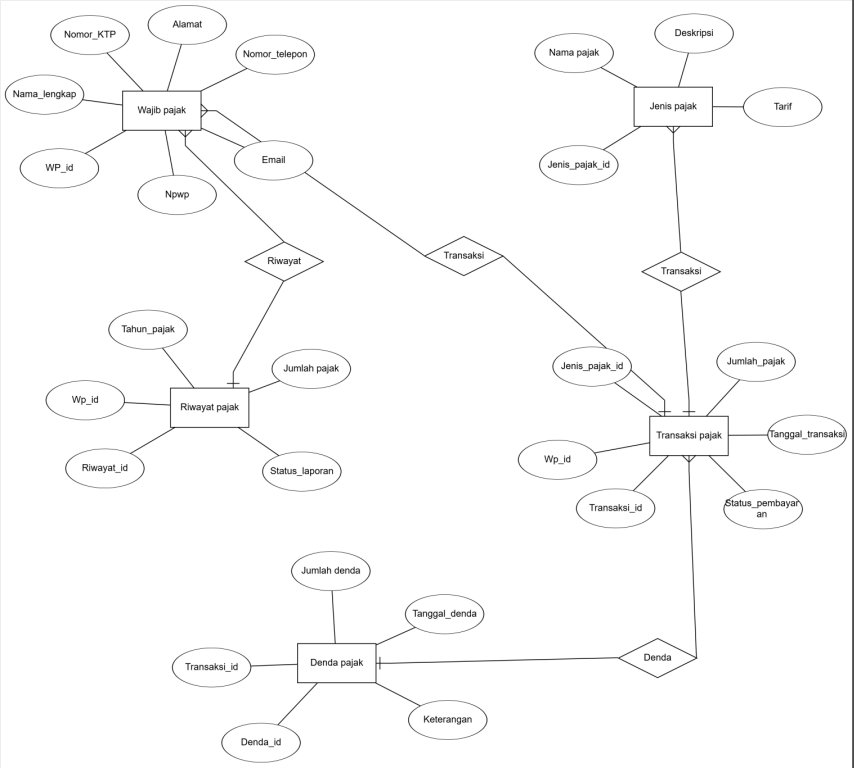 Alamat
Nomor_KTP
Nomor_telepon
Nama_lengkap
Wajib pajak
WP_id
Npwp
Email
Deskripsi
Nama pajak
Jenis pajak
Tarif
Jenis_pajak_id
Riwayat
Transaksi
Transaksi
Tahun_pajak
Jumlah pajak
Wp_id
Riwayat pajak
Riwayat_id
Status_laporan
Jenis_pajak_id
Jumlah_pajak
Transaksi pajak
Tanggal_transaksi
Wp_id
Transaksi_id
Status_pembayar
an
Jumlah denda
Tanggal_denda
Transaksi_id
Denda pajak
Denda
Keterangan
Denda_id